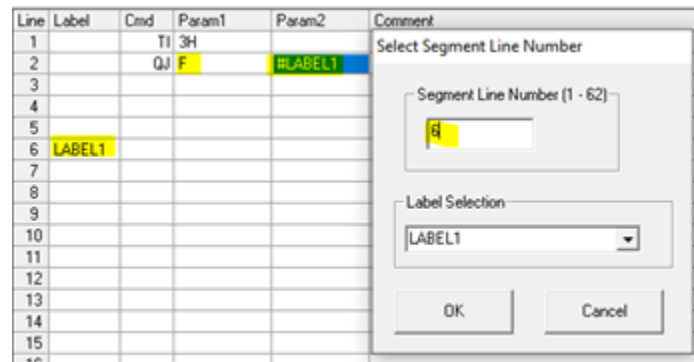 Line Label Cmd Param1 Param2 Comment
1 TI 3H
2 QJ F #LABEL1
3
4
5
6 LABEL1
7
8
9
10
11
12
13
14
15
16
Select Segment Line Number
Segment Line Number (1 - 62)
6
Label Selection
LABEL1
OK Cancel